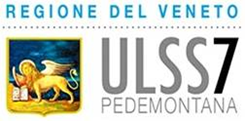 REGIONE DEL VENETO
ULSS7
PEDEMONTANA